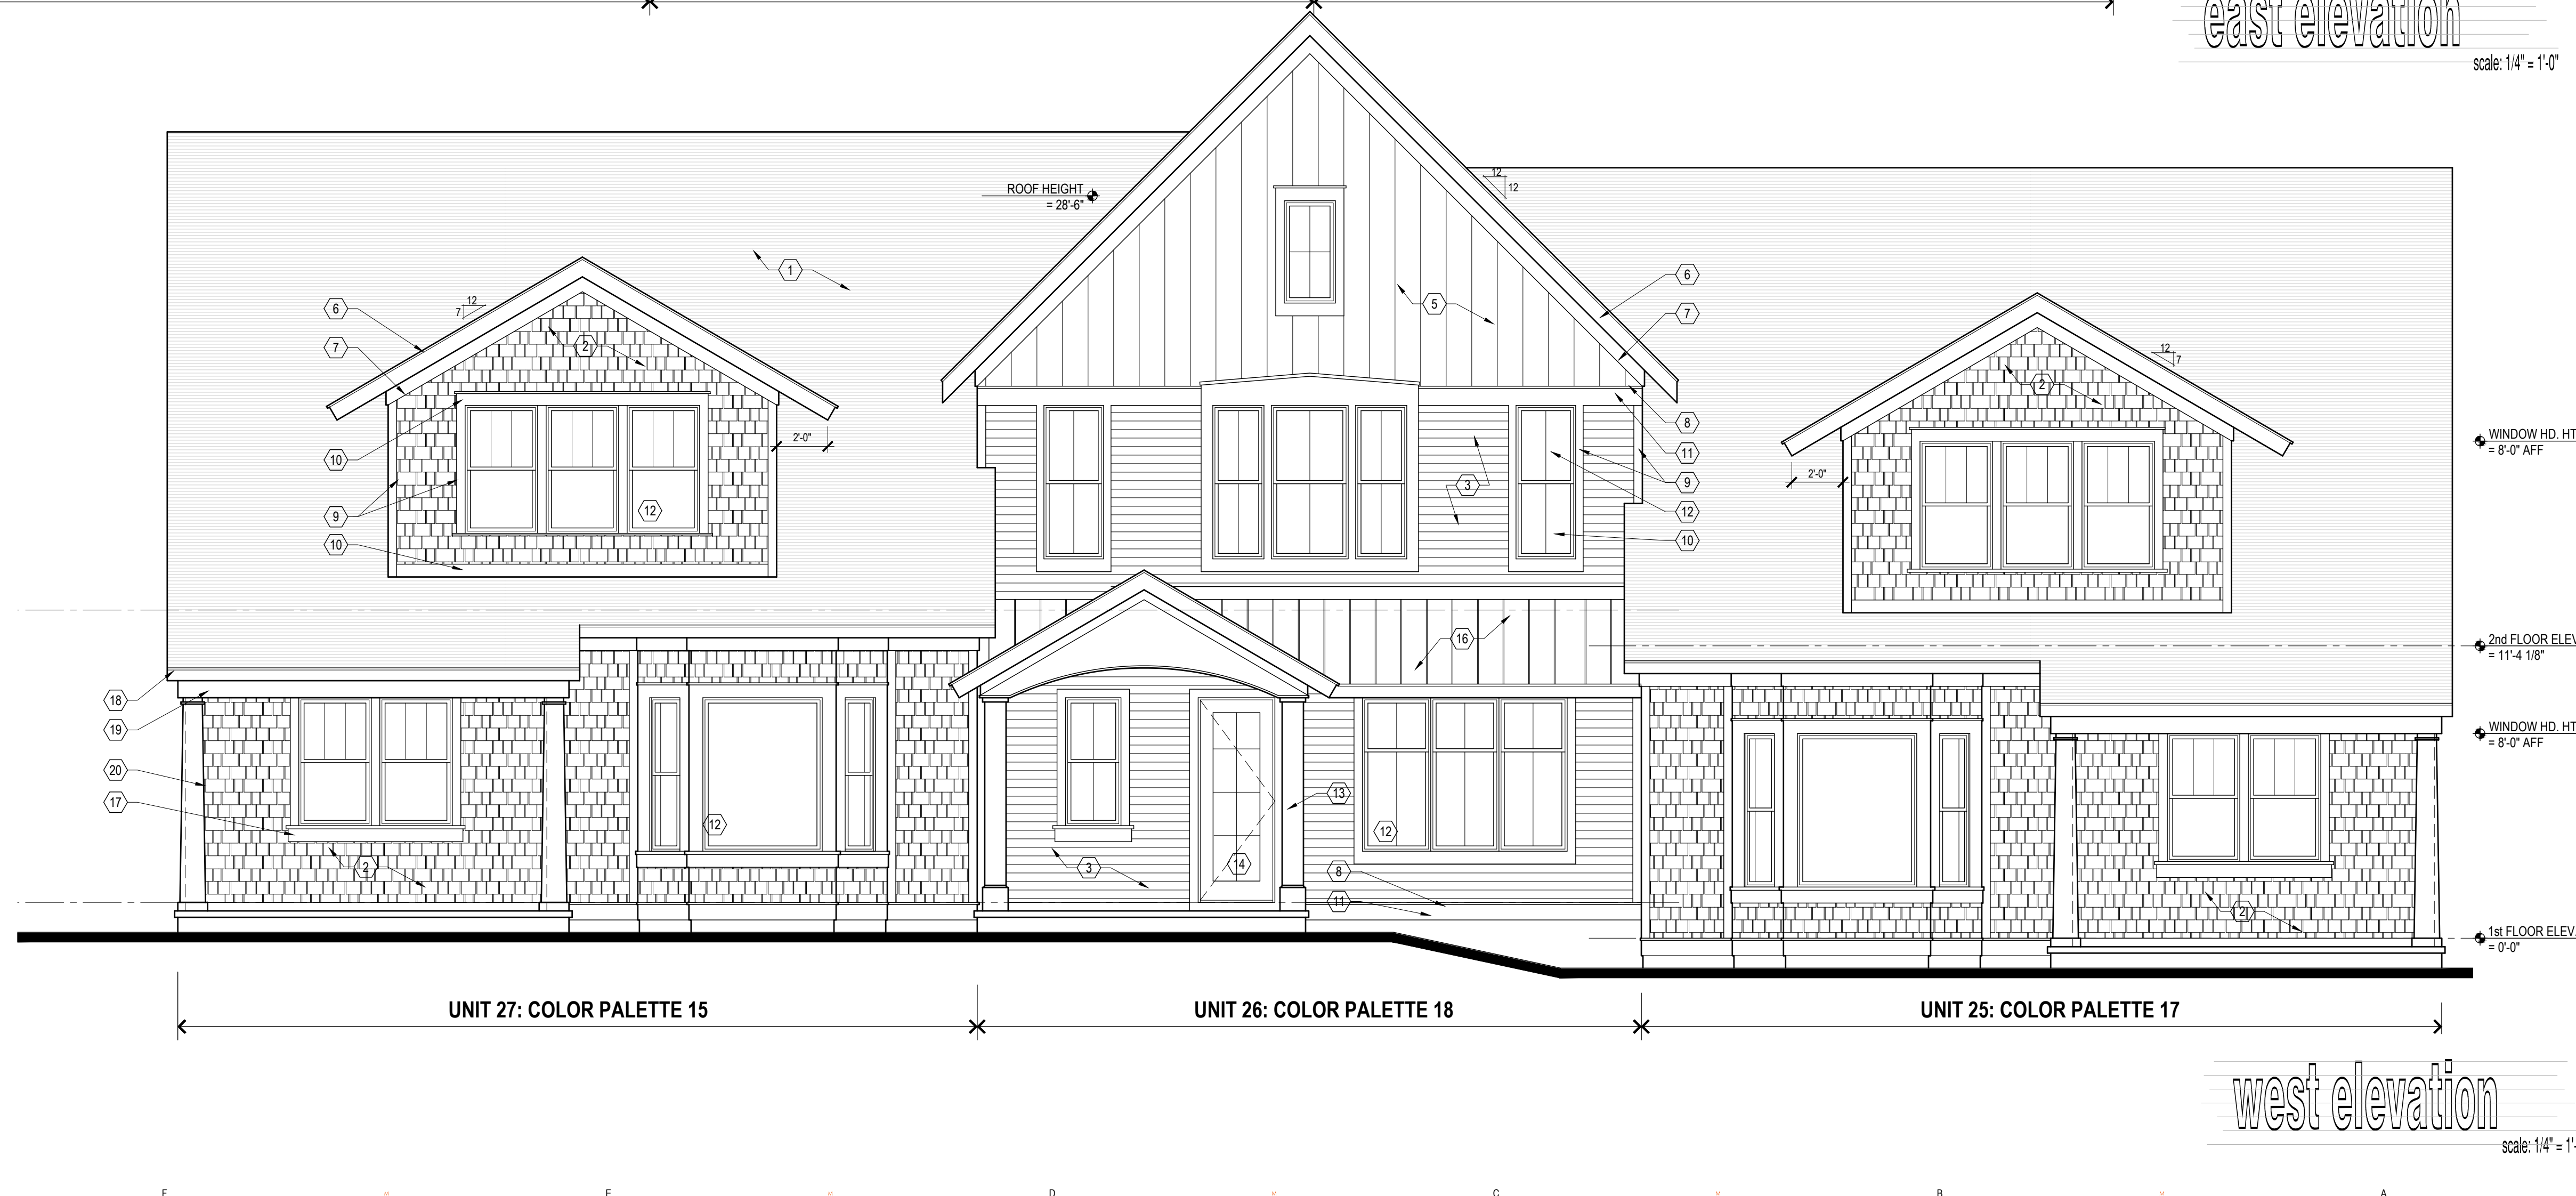 east elevation
scale: 1/4" = 1'-0"
12
12
ROOF HEIGHT
= 28'-6"
1
6
12
7
5
6
7
7
2
12
7
2
8
2'-0"
WINDOW HD. HT
= 8'-0" AFF
10
11
3
9
2'-0"
9
12
12
10
10
16
2nd FLOOR ELEV
= 11'-4 1/8"
18
19
WINDOW HD. HT
= 8'-0" AFF
20
13
17
12
12
2
3
14
8
11
2
1st FLOOR ELEV.
= 0'-0"
UNIT 27: COLOR PALETTE 15
UNIT 26: COLOR PALETTE 18
UNIT 25: COLOR PALETTE 17
west elevation
scale: 1/4" = 1'-
M
D
M
C
M
B
M
A